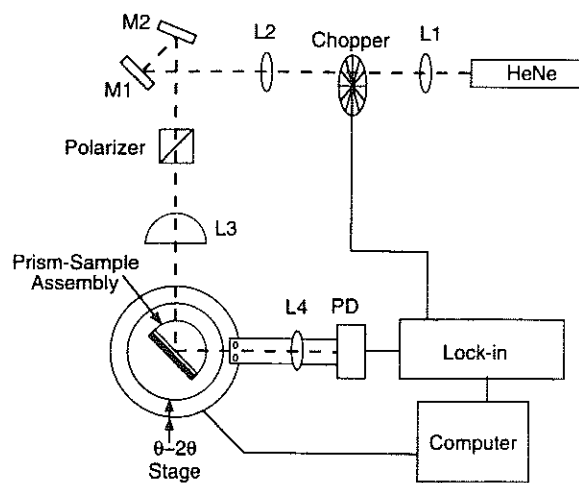 M2
L2
Chopper
L1
HeNe
M1
Polarizer
L3
Prism-Sample
Assembly
L4
PD
Lock-in
Computer
θ-2θ
Stage